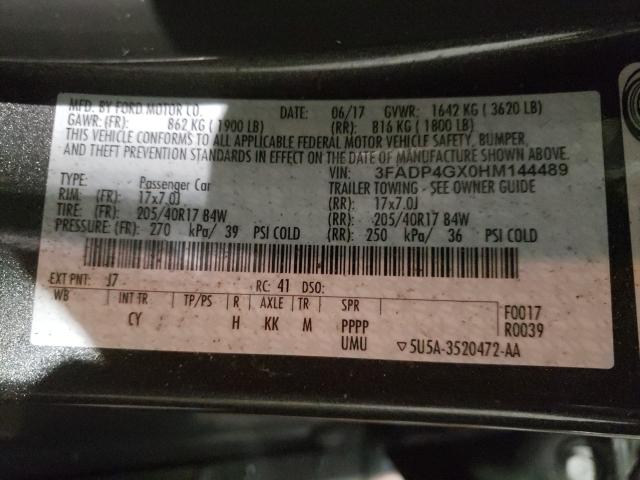 MFD. BY FORD MOTOR CO. DATE: 06/17 GVWR: 1642 KG ( 3620 LB)
GAWR: (FR): 862 KG ( 1900 LB) (RR): 816 KG ( 1800 LB)
THIS VEHICLE CONFORMS TO ALL APPLICABLE FEDERAL MOTOR VEHICLE SAFETY, BUMPER,
AND THEFT PREVENTION STANDARDS IN EFFECT ON THE DATE OF MANUFACTURE SHOWN ABOVE.
VIN: 3FADP4GX0HM144489
TYPE: Passenger Car TRAILER TOWING - SEE OWNER GUIDE
RIM: (FR): 17x7.0J (RR): 17x7.0J
TIRE: (FR): 205/40R17 84W (RR): 205/40R17 84W
PRESSURE: (FR): 270 kPa/ 39 PSI COLD (RR): 250 kPa/ 36 PSI COLD
EXT PNT: J7 RC: 41 DSO:
WB INT TR TP/PS R AXLE TR SPR F0017
CY H KK M PPPP R0039
UMU ▽5U5A-3520472-AA